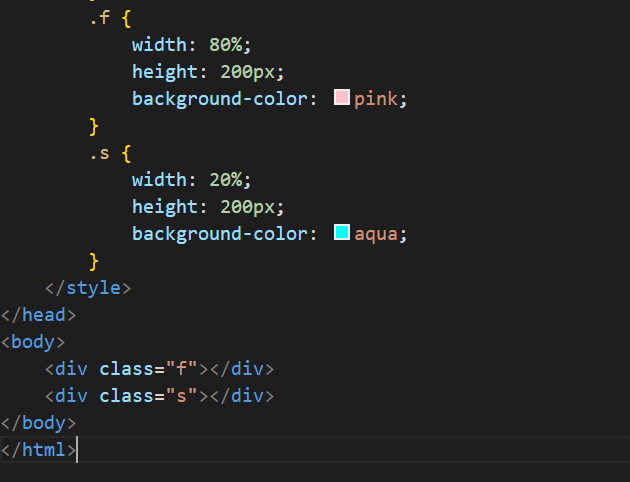 .f {
width: 80%;
height: 200px;
background-color: pink;
}
.s {
width: 20%;
height: 200px;
background-color: aqua;
}
</style>
</head>
<body>
<div class="f"></div>
<div class="s"></div>
</body>
</html>